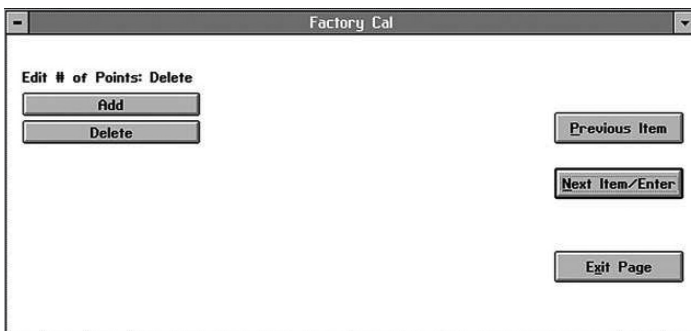 Factory Cal
Edit # of Points: Delete
Add
Delete
Previous Item
Next Item/Enter
Exit Page